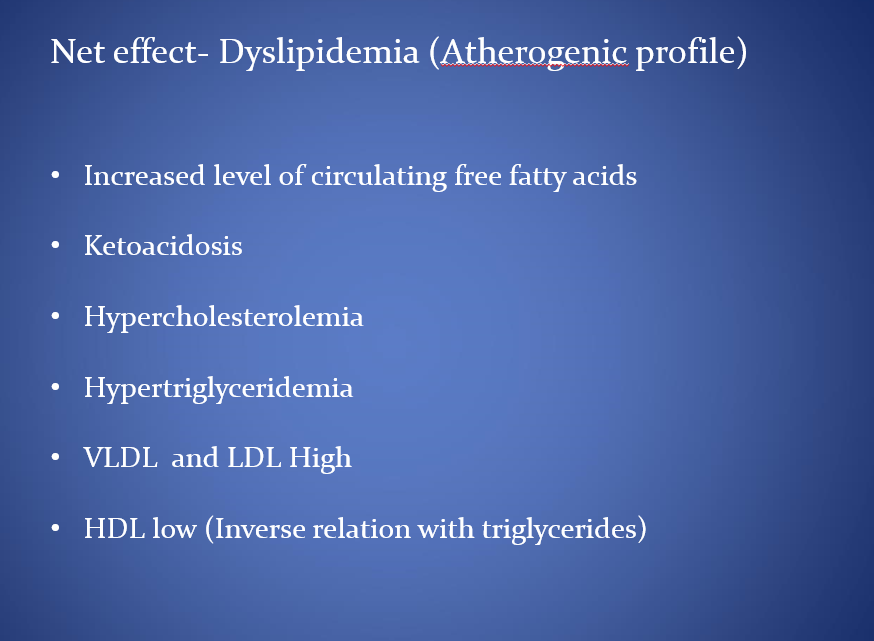 Net effect- Dyslipidemia (Atherogenic profile)
• Increased level of circulating free fatty acids
• Ketoacidosis
• Hypercholesterolemia
• Hypertriglyceridemia
• VLDL  and LDL High
• HDL low (Inverse relation with triglycerides)